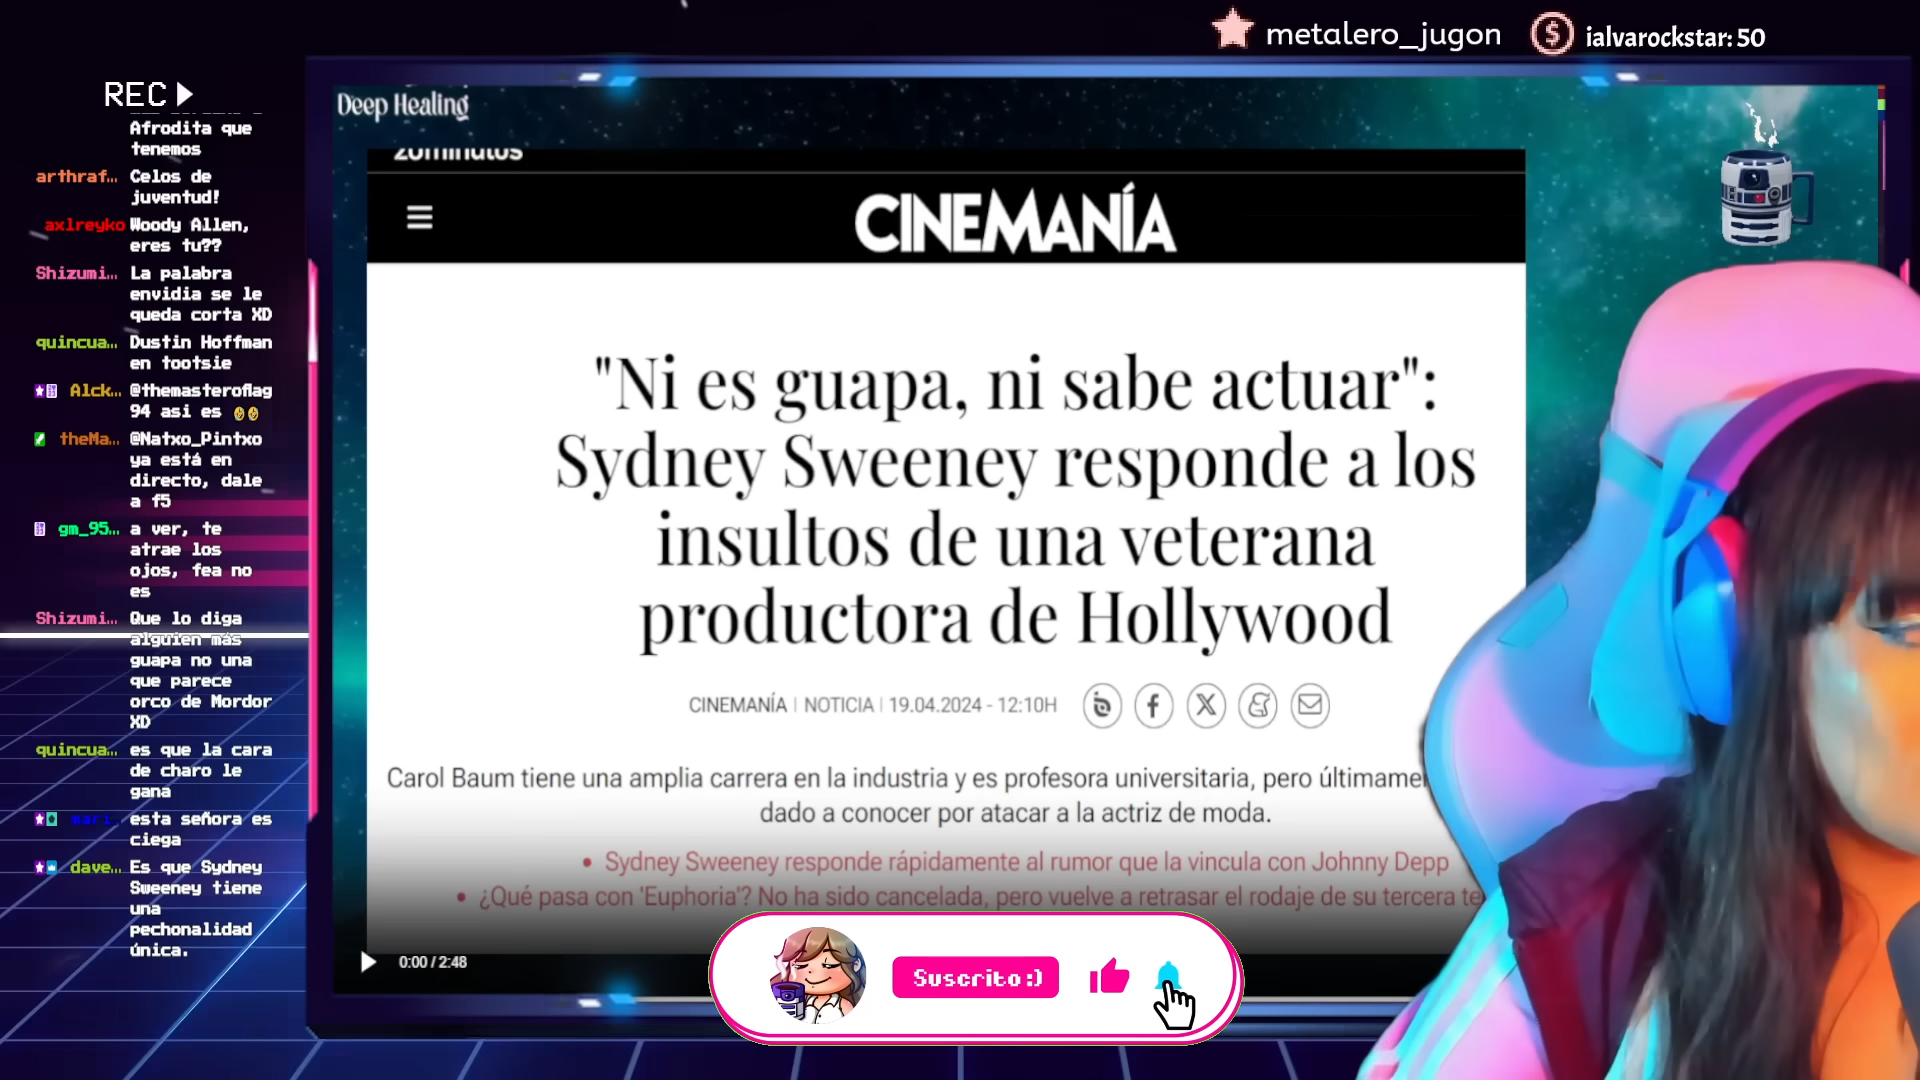 metalero_jugon
ialvarockstar: 50
REC
Afrodita que
tenemos
arthraf... Celos de
juventud!
axlreyko Woody Allen,
eres tu??
Shizumi... La palabra
envidia se le
queda corta XD
quincua... Dustin Hoffman
en tootsie
Alck... @themasteroflag
94 asi es
theMa... @Natxo_Pintxo
ya está en
directo, dale
a f5
gm_95... a ver, te
atrae los
ojos, fea no
es
Shizumi... Que lo diga
alguien más
guapa no una
que parece
orco de Mordor
XD
quincua... es que la cara
de charo le
gana
mari... esta señora es
ciega
dave... Es que Sydney
Sweeney tiene
una
pechonalidad
única.
Deep Healing
20minutos
CINEMANÍA
"Ni es guapa, ni sabe actuar":
Sydney Sweeney responde a los
insultos de una veterana
productora de Hollywood
CINEMANÍA | NOTICIA | 19.04.2024 - 12:10H
Carol Baum tiene una amplia carrera en la industria y es profesora universitaria, pero últimame
dado a conocer por atacar a la actriz de moda.
• Sydney Sweeney responde rápidamente al rumor que la vincula con Johnny Depp
• ¿Qué pasa con 'Euphoria'? No ha sido cancelada, pero vuelve a retrasar el rodaje de su tercera te
0:00 / 2:48
Suscrito :)